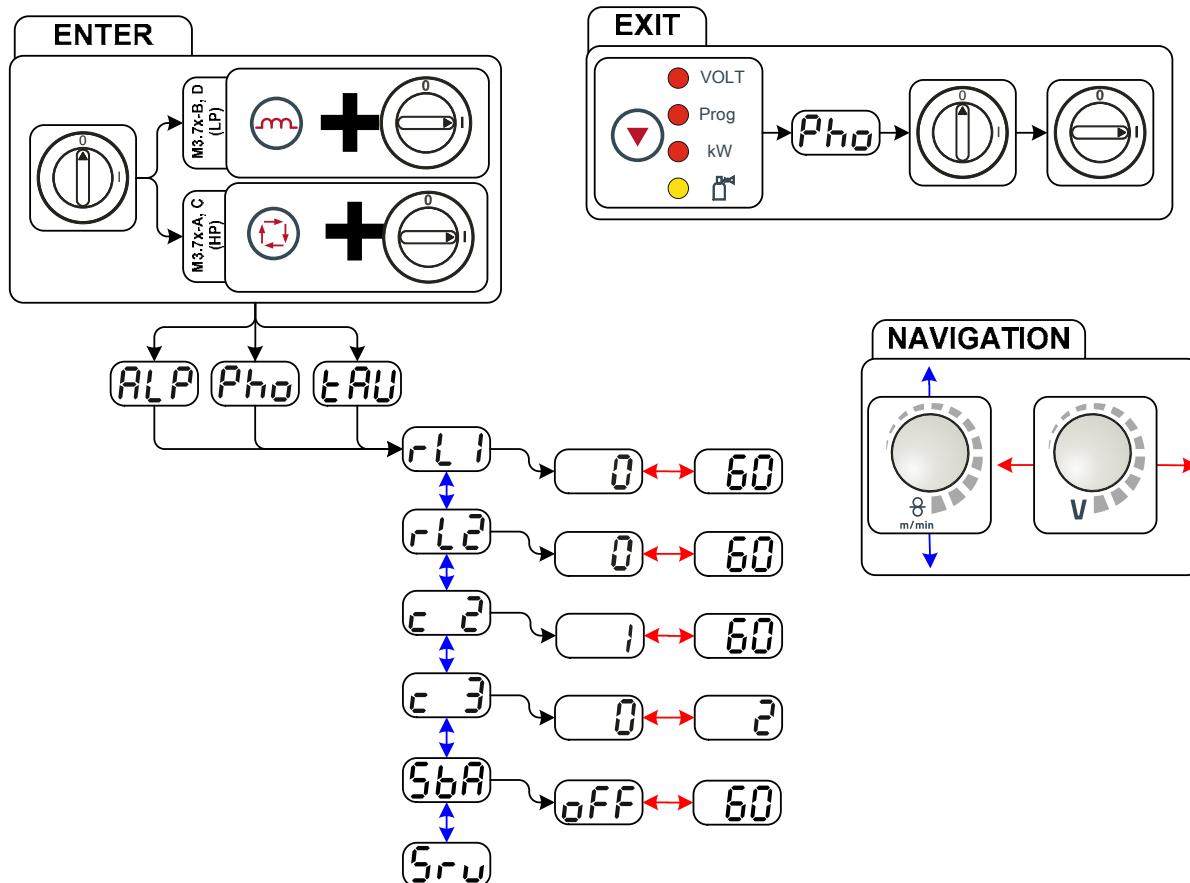 ENTER
0
I
M3.7x-B, D
(LP)
0
I
M3.7x-A, C
(HP)
0
I
EXIT
VOLT
Prog
kW
Pho
0
I
0
I
ALP
Pho
tAU
rL1
0
60
rL2
0
60
c 2
1
60
c 3
0
2
SbA
oFF
60
Srv
NAVIGATION
m/min
V